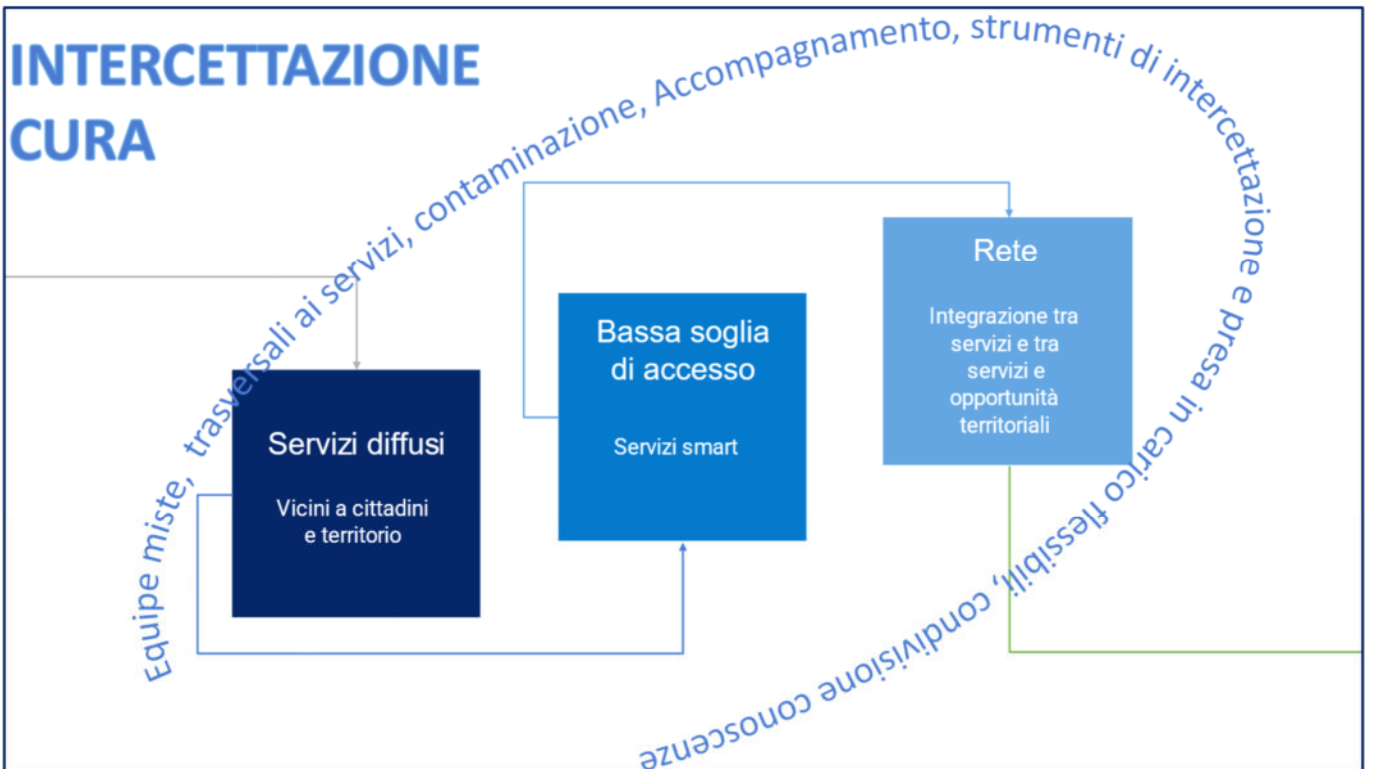 INTERCETTAZIONE
CURA
Equipe miste, trasversali ai servizi, contaminazione, Accompagnamento, strumenti di intercettazione e presa in carico flessibili, condivisione conoscenze
Servizi diffusi
Vicini a cittadini
e territorio
Bassa soglia
di accesso
Servizi smart
Rete
Integrazione tra
servizi e tra
servizi e
opportunità
territoriali